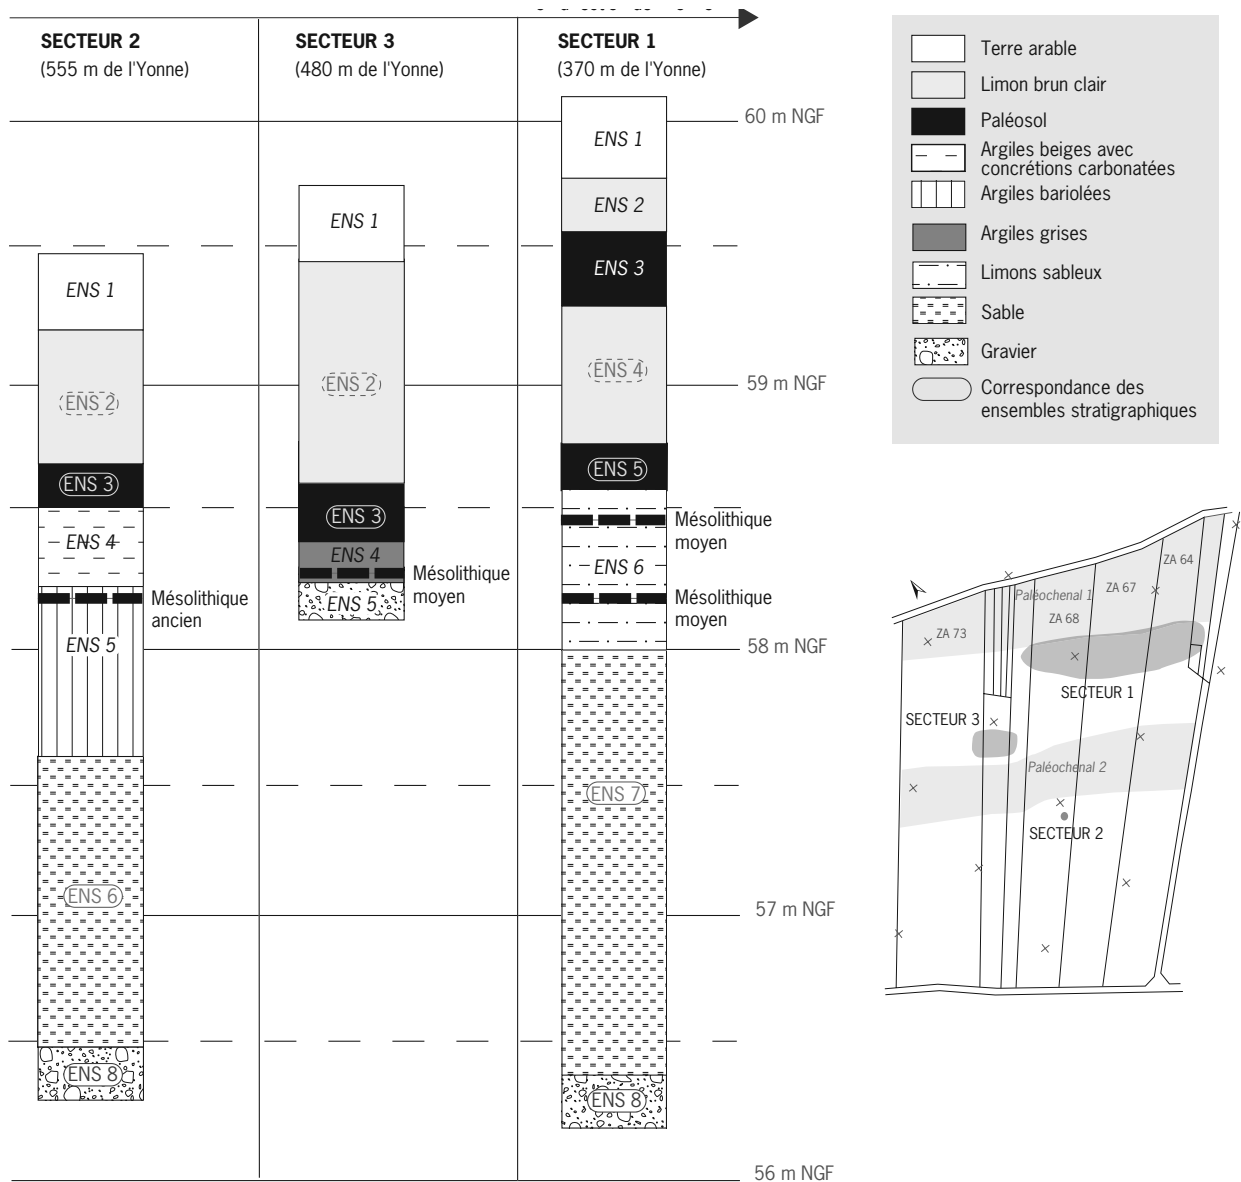 SECTEUR 2
(555 m de l'Yonne)
SECTEUR 3
(480 m de l'Yonne)
SECTEUR 1
(370 m de l'Yonne)
60 m NGF
59 m NGF
58 m NGF
57 m NGF
56 m NGF
ENS 1
ENS 2
ENS 3
ENS 4
Mésolithique
ancien
ENS 5
ENS 6
ENS 8
ENS 1
ENS 2
ENS 3
ENS 4
Mésolithique
moyen
ENS 5
ENS 1
ENS 2
ENS 3
ENS 4
ENS 5
Mésolithique
moyen
ENS 6
Mésolithique
moyen
ENS 7
ENS 8
Terre arable
Limon brun clair
Paléosol
Argiles beiges avec
concrétions carbonatées
Argiles bariolées
Argiles grises
Limons sableux
Sable
Gravier
Correspondance des
ensembles stratigraphiques
ZA 64
ZA 67
Paléochenal 1
ZA 68
ZA 73
SECTEUR 1
SECTEUR 3
Paléochenal 2
SECTEUR 2